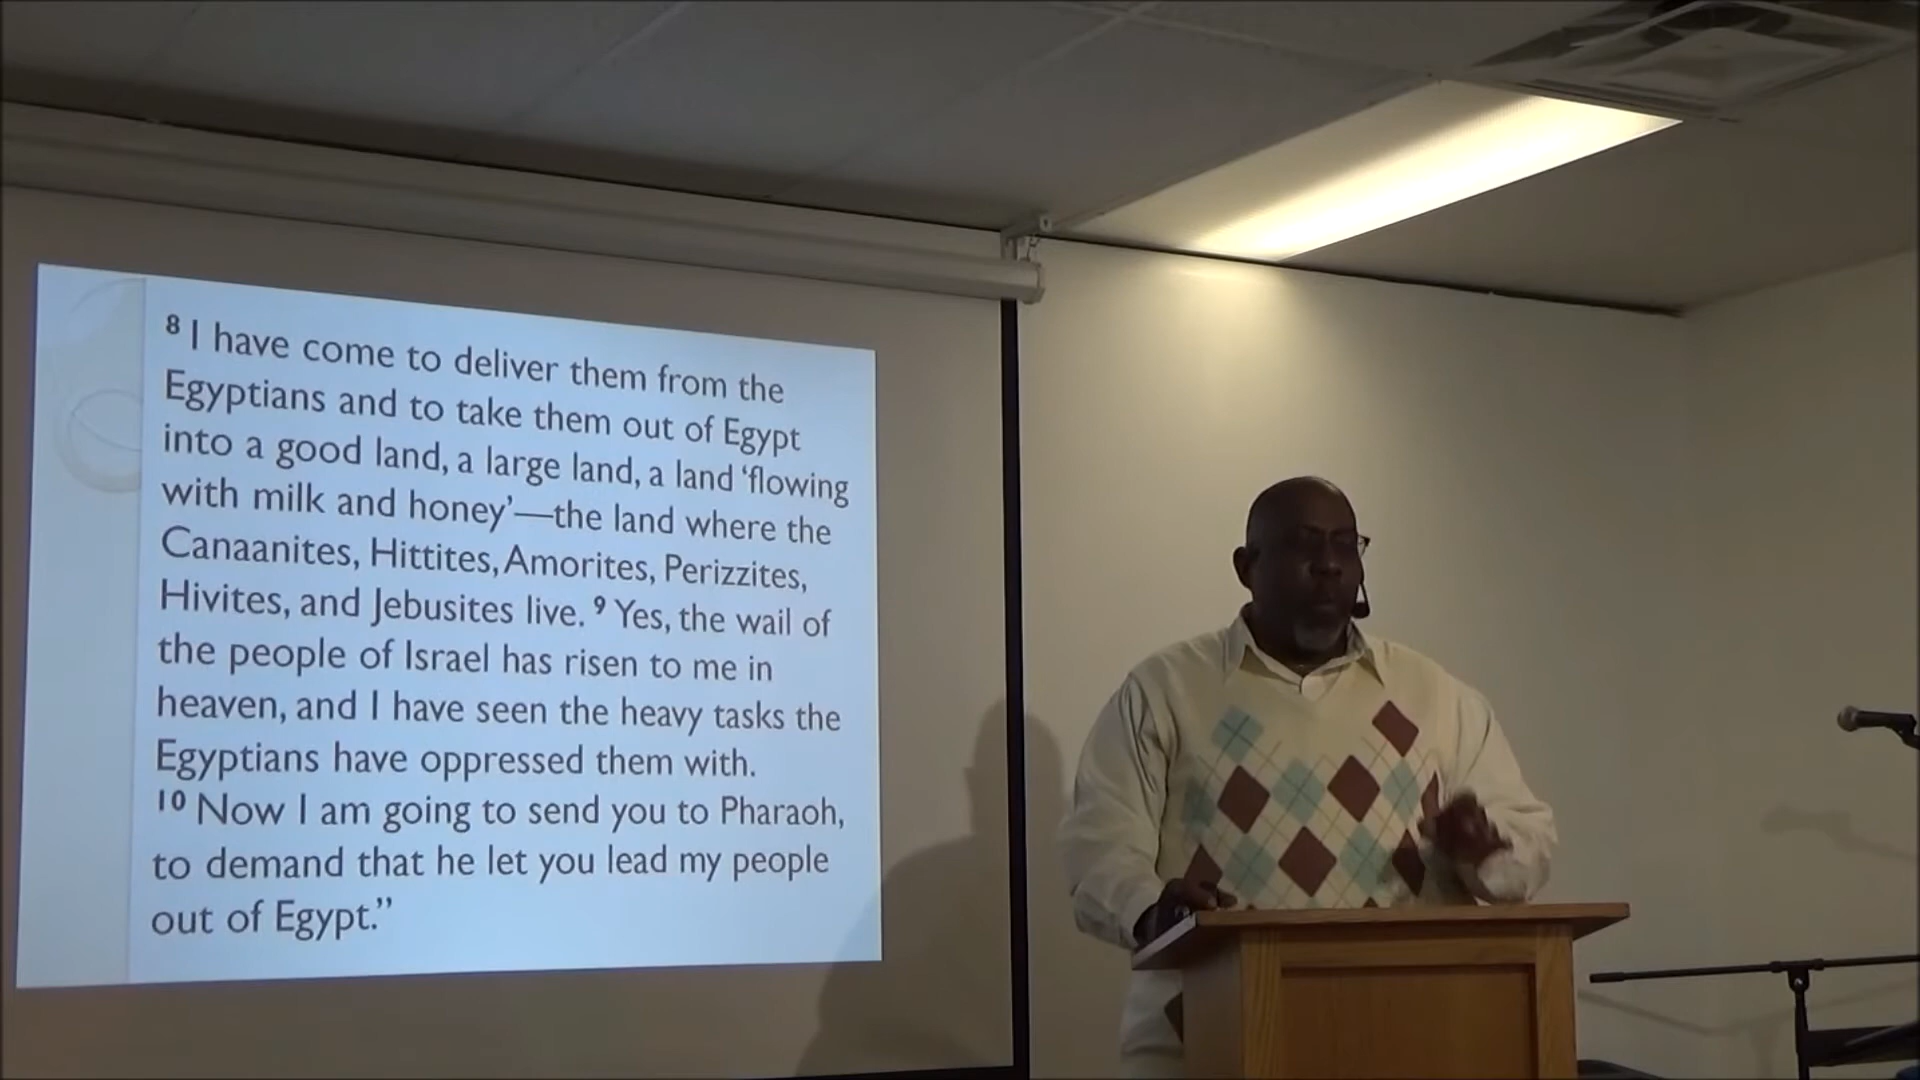 8 I have come to deliver them from the
Egyptians and to take them out of Egypt
into a good land, a large land, a land ‘flowing
with milk and honey’—the land where the
Canaanites, Hittites, Amorites, Perizzites,
Hivites, and Jebusites live. 9 Yes, the wail of
the people of Israel has risen to me in
heaven, and I have seen the heavy tasks the
Egyptians have oppressed them with.
10 Now I am going to send you to Pharaoh,
to demand that he let you lead my people
out of Egypt.”